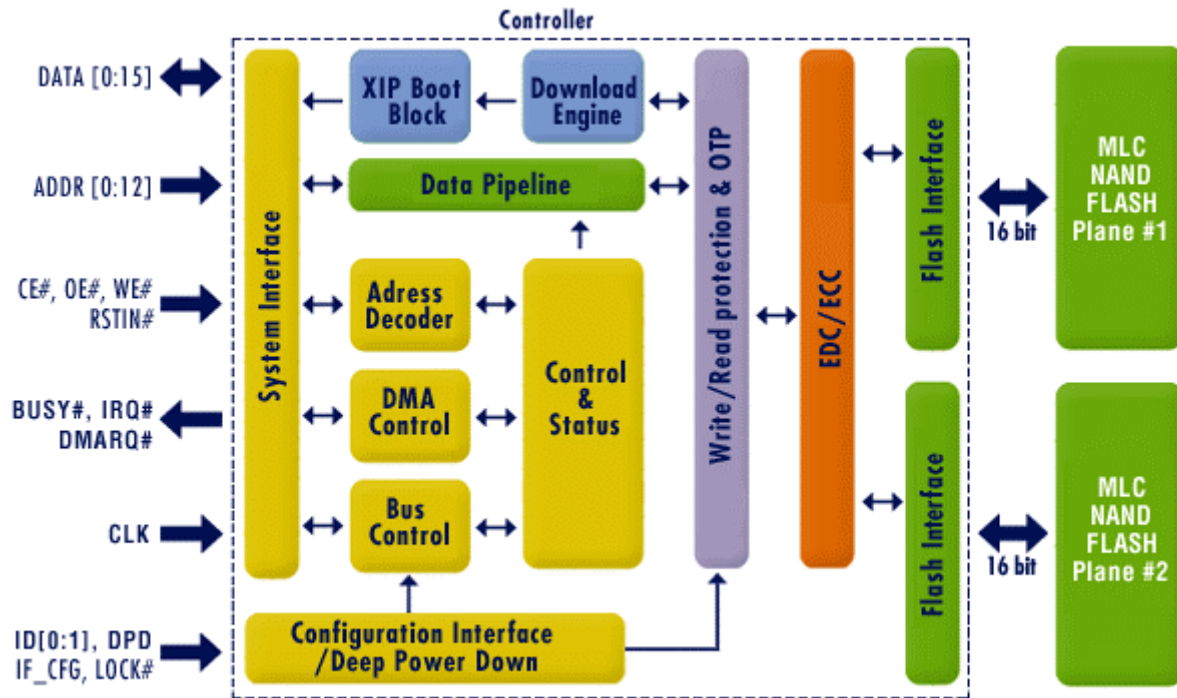 Controller
DATA [0:15]
ADDR [0:12]
CE#, OE#, WE#
RSTIN#
BUSY#, IRQ#
DMARQ#
CLK
ID[0:1], DPD
IF_CFG, LOCK#
System Interface
XIP Boot
Block
Download
Engine
Data Pipeline
Adress
Decoder
DMA
Control
Bus
Control
Control
&
Status
Configuration Interface
/Deep Power Down
Write/Read protection & OTP
EDC/ECC
Flash Interface
Flash Interface
16 bit
16 bit
MLC
NAND
FLASH
Plane #1
MLC
NAND
FLASH
Plane #2